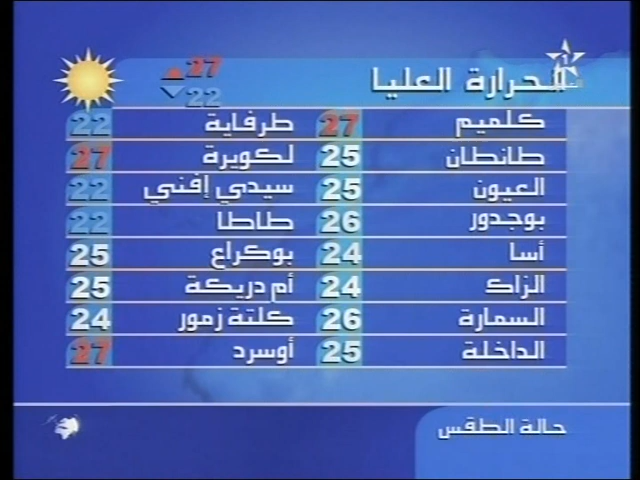 الحرارة العليا
27
22
كلميم 27 طرفاية 22
طانطان 25 لكويرة 27
العيون 25 سيدي إفني 22
بوجدور 26 طاطا 22
أسا 24 بوكراع 25
الزاك 24 أم دريكة 25
السمارة 26 كلتة زمور 24
الداخلة 25 أوسرد 27
حالة الطقس